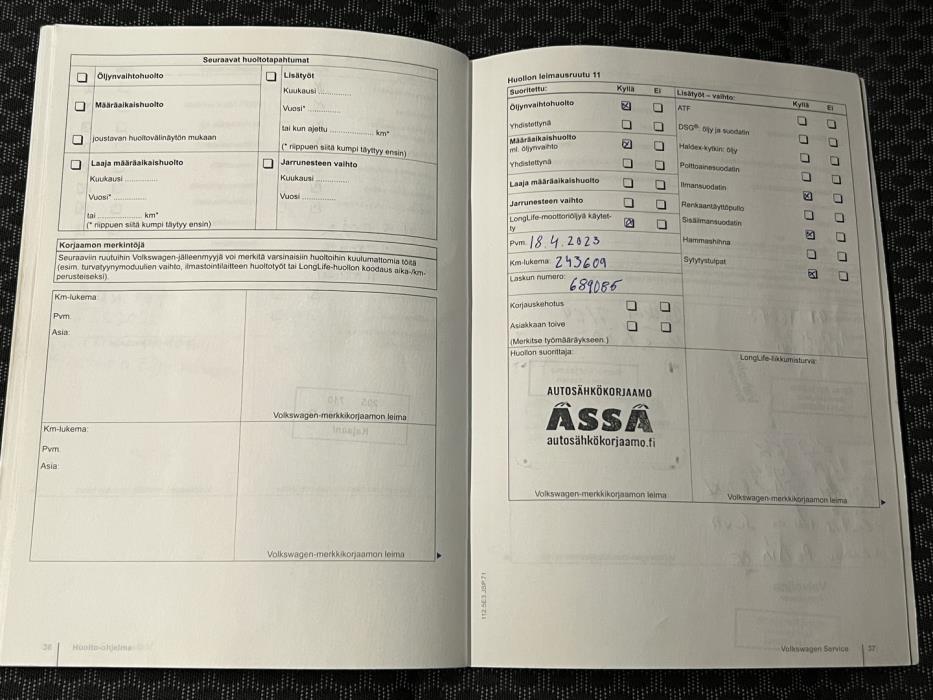 Seuraavat huoltotapahtumat
Öljynvaihtohuolto
Määräaikaishuolto
joustavan huoltovälinäytön mukaan
Laaja määräaikaishuolto
Kuukausi ..............
Vuosi* ..............
tai .............. km*
(* riippuen siitä kumpi täytyy ensin)
Lisätyöt
Kuukausi ..............
Vuosi* ..............
tai kun ajettu .............. km*
(* riippuen siitä kumpi täyttyy ensin)
Jarrunesteen vaihto
Kuukausi ..............
Vuosi ..............
Korjaamon merkintöjä
Seuraaviin ruutuihin Volkswagen-jälleenmyyjä voi merkitä varsinaisiin huoltoihin kuulumattomia töitä
(esim. turvatyynymoduulien vaihto, ilmastointilaitteen huoltotyöt tai LongLife-huollon koodaus aika-/km-
perusteiseksi).
Km-lukema:
Pvm.
Asia:
Volkswagen-merkkikorjaamon leima
Km-lukema:
Pvm.
Asia:
Volkswagen-merkkikorjaamon leima
36 Huolto-ohjelma
Huollon leimausruutu 11
Suoritettu: Kyllä Ei
Öljynvaihtohuolto
Yhdistettynä
Määräaikaishuolto
ml. öljynvaihto
Yhdistettynä
Laaja määräaikaishuolto
Jarrunesteen vaihto
LongLife-moottoriöljyä käytet-
ty
Pvm. 18.4.2023
Km-lukema: 243609
Laskun numero: 689085
Korjauskehotus
Asiakkaan toive
(Merkitse työmääräykseen.)
Lisätyöt – vaihto: Kyllä Ei
ATF
DSG®: öljy ja suodatin
Haldex-kytkin: öljy
Polttoainesuodatin
Ilmansuodatin
Renkaantäyttöpullo
Sisäilmansuodatin
Hammashihna
Sytytystulpat
Huollon suorittaja:
AUTOSÄHKÖKORJAAMO
ÄSSÄ
autosähkökorjaamo.fi
Volkswagen-merkkikorjaamon leima
LongLife-liikkumisturva:
Volkswagen-merkkikorjaamon leima
112.5E3.JSP.71
Volkswagen Service 37